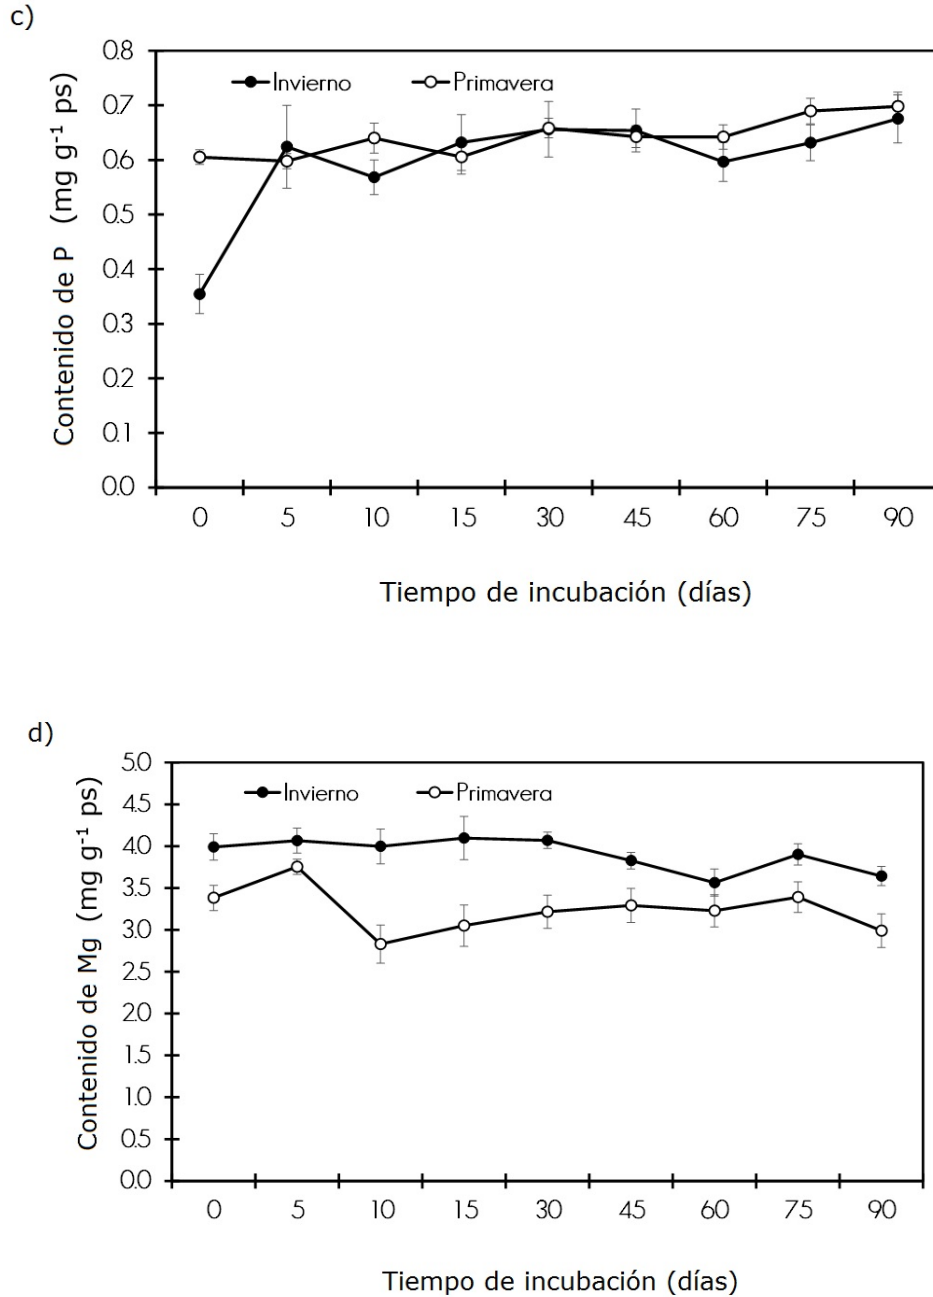 c)
Contenido de P (mg g⁻¹ ps)
0.8
0.7
0.6
0.5
0.4
0.3
0.2
0.1
0.0
Invierno Primavera
0 5 10 15 30 45 60 75 90
Tiempo de incubación (días)
d)
Contenido de Mg (mg g⁻¹ ps)
5.0
4.5
4.0
3.5
3.0
2.5
2.0
1.5
1.0
0.5
0.0
Invierno Primavera
0 5 10 15 30 45 60 75 90
Tiempo de incubación (días)